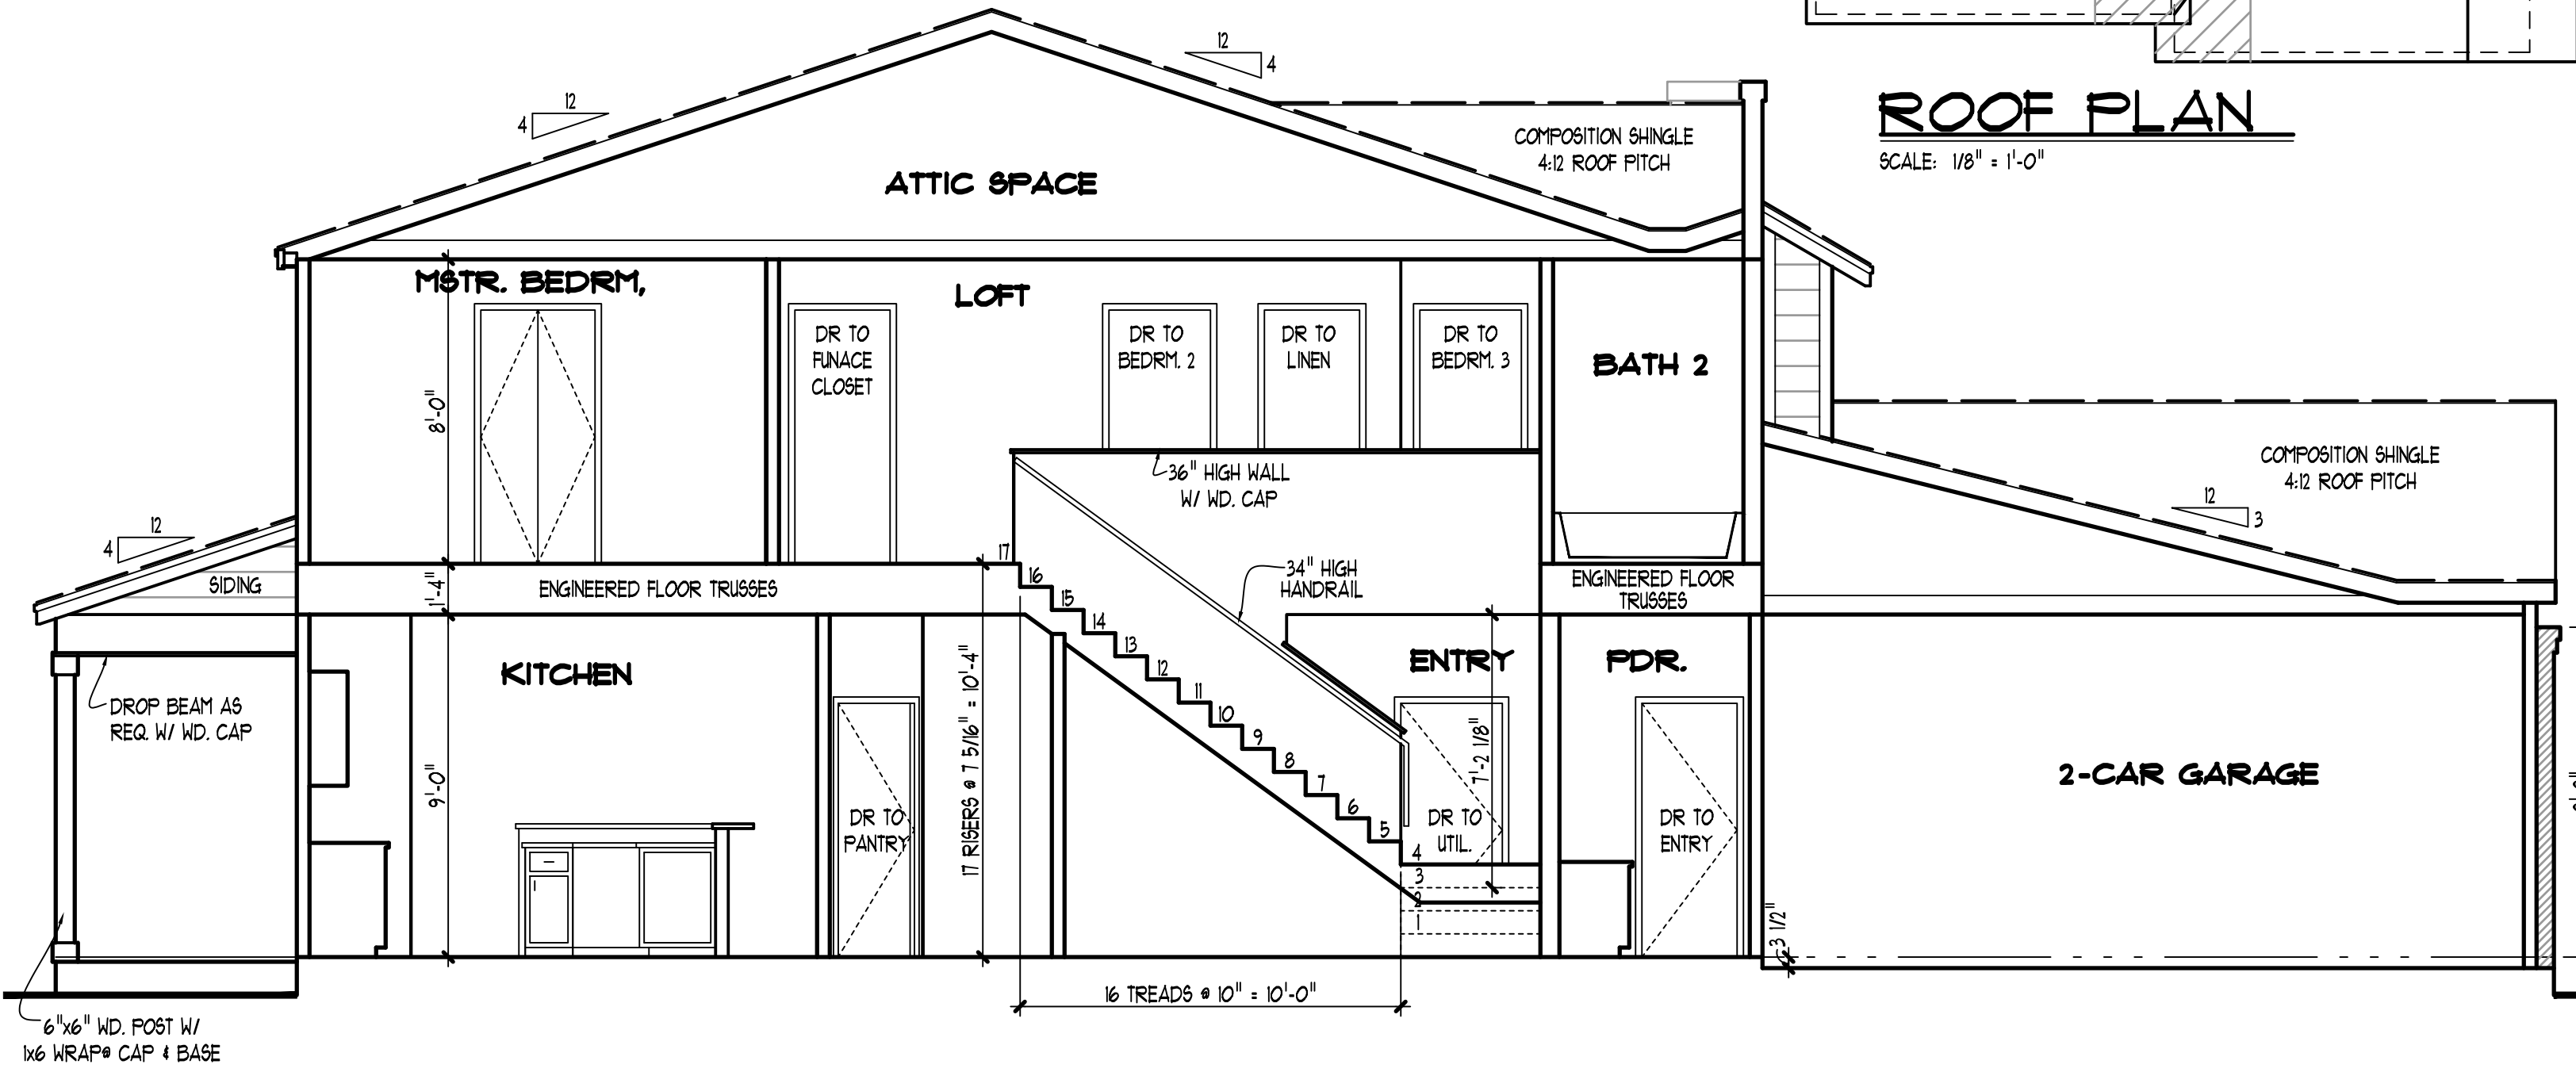 12
4
12
4
COMPOSITION SHINGLE
4:12 ROOF PITCH
ROOF PLAN
SCALE: 1/8" = 1'-0"
ATTIC SPACE
MSTR. BEDRM,
LOFT
DR TO
FUNACE
CLOSET
DR TO
BEDRM. 2
DR TO
LINEN
DR TO
BEDRM. 3
BATH 2
8'-0"
36" HIGH WALL
W/ WD. CAP
COMPOSITION SHINGLE
4:12 ROOF PITCH
12
3
12
4
SIDING
1'-4"
ENGINEERED FLOOR TRUSSES
34" HIGH
HANDRAIL
ENGINEERED FLOOR
TRUSSES
17
16
15
14
13
12
11
10
9
8
7
6
5
4
3
2
1
KITCHEN
ENTRY
PDR.
DROP BEAM AS
REQ. W/ WD. CAP
9'-0"
17 RISERS @ 7 5/16" = 10'-4"
7'-2 1/8"
DR TO
PANTRY
DR TO
UTIL.
DR TO
ENTRY
2-CAR GARAGE
3 1/2"
16 TREADS @ 10" = 10'-0"
6"x6" WD. POST W/
1x6 WRAP@ CAP & BASE